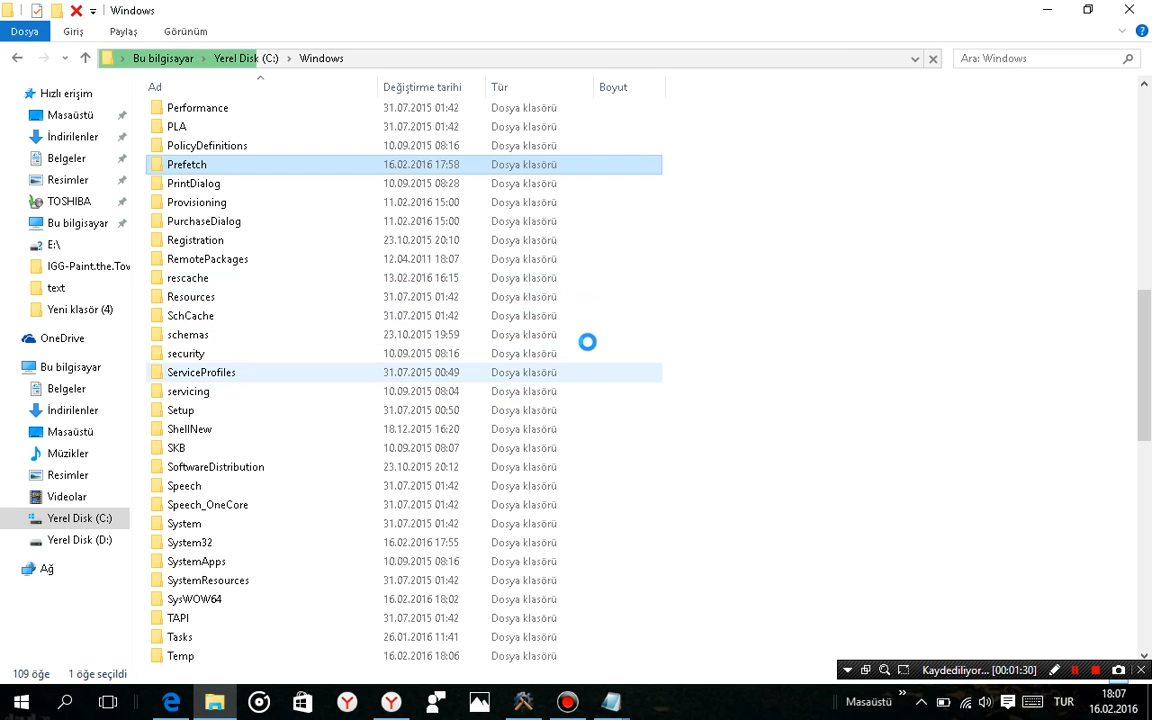 Windows
Dosya Giriş Paylaş Görünüm
Bu bilgisayar Yerel Disk (C:) Windows
Ara: Windows
Ad Değiştirme tarihi Tür Boyut
Hızlı erişim
Masaüstü
İndirilenler
Belgeler
Resimler
TOSHIBA
Bu bilgisayar
E:\
IGG-Paint.the.Tov
text
Yeni klasör (4)
OneDrive
Bu bilgisayar
Belgeler
İndirilenler
Masaüstü
Müzikler
Resimler
Videolar
Yerel Disk (C:)
Yerel Disk (D:)
Ağ
Performance 31.07.2015 01:42 Dosya klasörü
PLA 31.07.2015 01:42 Dosya klasörü
PolicyDefinitions 10.09.2015 08:16 Dosya klasörü
Prefetch 16.02.2016 17:58 Dosya klasörü
PrintDialog 10.09.2015 08:28 Dosya klasörü
Provisioning 11.02.2016 15:00 Dosya klasörü
PurchaseDialog 11.02.2016 15:00 Dosya klasörü
Registration 23.10.2015 20:10 Dosya klasörü
RemotePackages 12.04.2011 18:07 Dosya klasörü
rescache 13.02.2016 16:15 Dosya klasörü
Resources 31.07.2015 01:42 Dosya klasörü
SchCache 31.07.2015 01:42 Dosya klasörü
schemas 23.10.2015 19:59 Dosya klasörü
security 10.09.2015 08:16 Dosya klasörü
ServiceProfiles 31.07.2015 00:49 Dosya klasörü
servicing 10.09.2015 08:04 Dosya klasörü
Setup 31.07.2015 00:50 Dosya klasörü
ShellNew 18.12.2015 16:20 Dosya klasörü
SKB 10.09.2015 08:07 Dosya klasörü
SoftwareDistribution 23.10.2015 20:12 Dosya klasörü
Speech 31.07.2015 01:42 Dosya klasörü
Speech_OneCore 31.07.2015 01:42 Dosya klasörü
System 31.07.2015 01:42 Dosya klasörü
System32 16.02.2016 17:55 Dosya klasörü
SystemApps 10.09.2015 08:16 Dosya klasörü
SystemResources 31.07.2015 01:42 Dosya klasörü
SysWOW64 16.02.2016 18:02 Dosya klasörü
TAPI 31.07.2015 01:42 Dosya klasörü
Tasks 26.01.2016 11:41 Dosya klasörü
Temp 16.02.2016 18:06 Dosya klasörü
109 öğe 1 öğe seçildi
Kaydediliyor... [00:01:30]
Masaüstü
TUR
18:07
16.02.2016